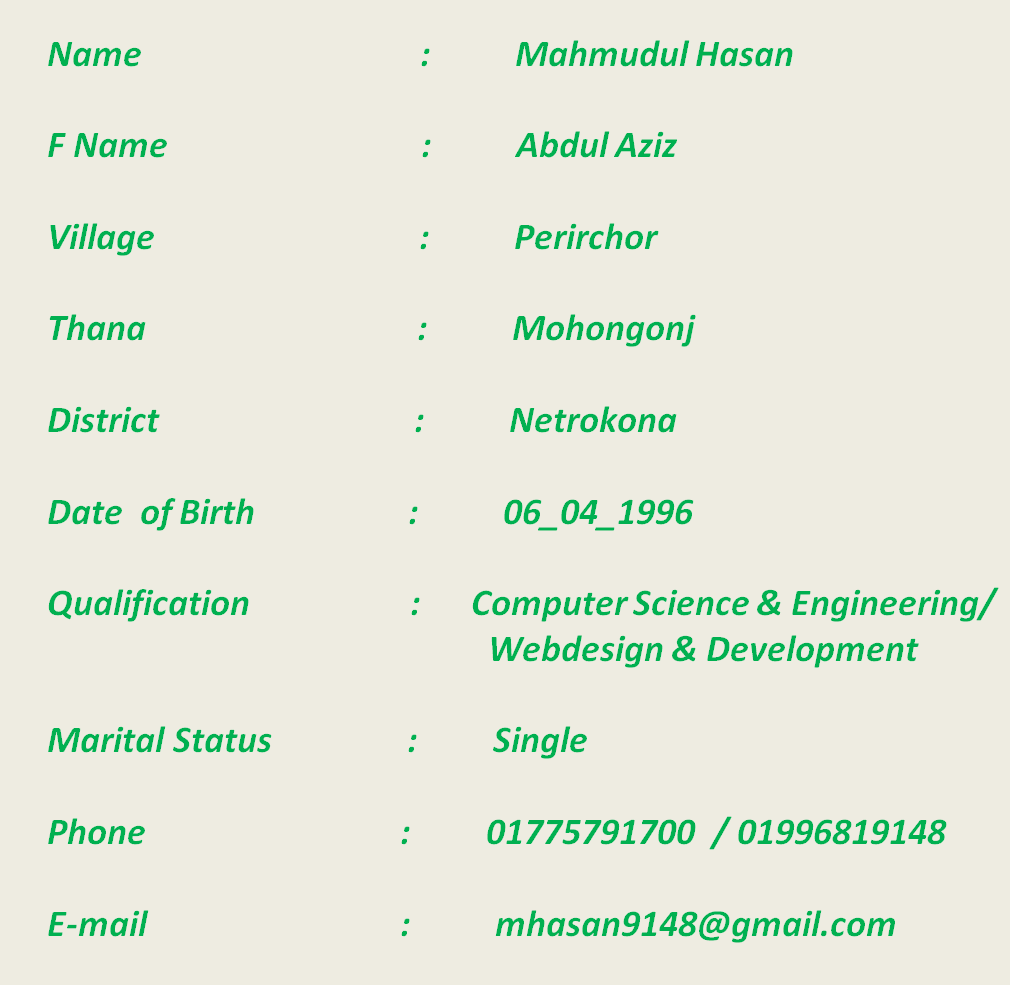 Name : Mahmudul Hasan
F Name : Abdul Aziz
Village : Perirchor
Thana : Mohongonj
District : Netrokona
Date of Birth : 06_04_1996
Qualification : Computer Science & Engineering/
Webdesign & Development
Marital Status : Single
Phone : 01775791700 / 01996819148
E-mail : mhasan9148@gmail.com